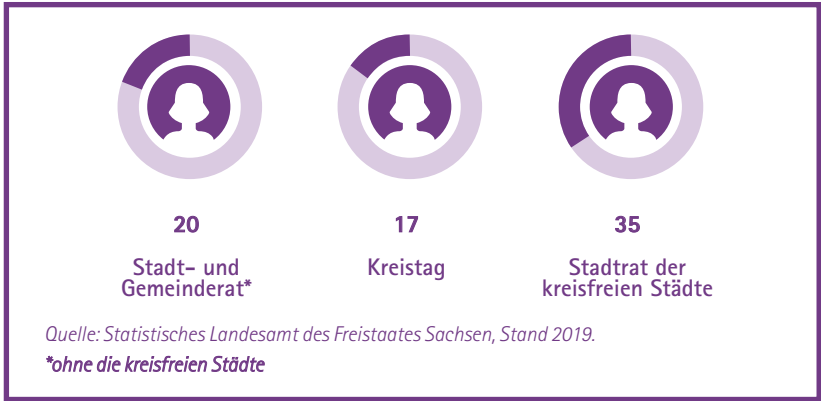 20
Stadt- und
Gemeinderat*
17
Kreistag
35
Stadtrat der
kreisfreien Städte
Quelle: Statistisches Landesamt des Freistaates Sachsen, Stand 2019.
*ohne die kreisfreien Städte